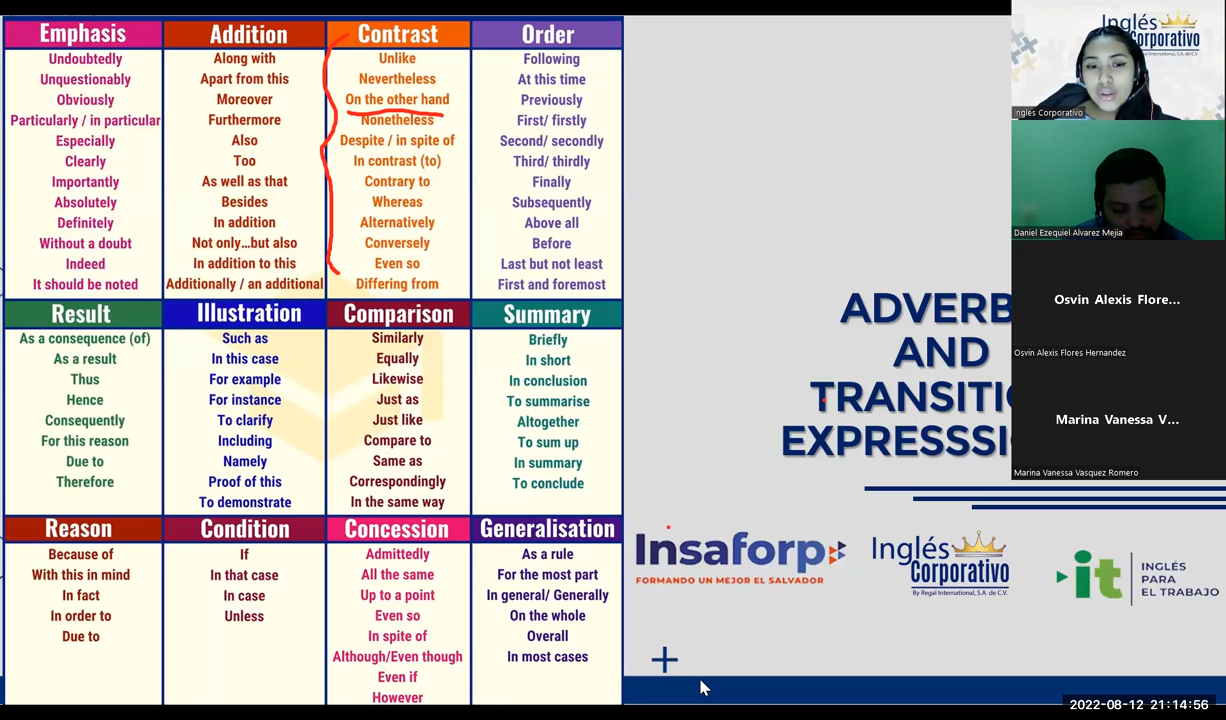 Emphasis
Undoubtedly
Unquestionably
Obviously
Particularly / in particular
Especially
Clearly
Importantly
Absolutely
Definitely
Without a doubt
Indeed
It should be noted
Addition
Along with
Apart from this
Moreover
Furthermore
Also
Too
As well as that
Besides
In addition
Not only...but also
In addition to this
Additionally / an additional
Contrast
Unlike
Nevertheless
On the other hand
Nonetheless
Despite / in spite of
In contrast (to)
Contrary to
Whereas
Alternatively
Conversely
Even so
Differing from
Order
Following
At this time
Previously
First/ firstly
Second/ secondly
Third/ thirdly
Finally
Subsequently
Above all
Before
Last but not least
First and foremost
Result
As a consequence (of)
As a result
Thus
Hence
Consequently
For this reason
Due to
Therefore
Illustration
Such as
In this case
For example
For instance
To clarify
Including
Namely
Proof of this
To demonstrate
Comparison
Similarly
Equally
Likewise
Just as
Just like
Compare to
Same as
Correspondingly
In the same way
Summary
Briefly
In short
In conclusion
To summarise
Altogether
To sum up
In summary
To conclude
Reason
Because of
With this in mind
In fact
In order to
Due to
Condition
If
In that case
In case
Unless
Concession
Admittedly
All the same
Up to a point
Even so
In spite of
Although/Even though
Even if
However
Generalisation
As a rule
For the most part
In general/ Generally
On the whole
Overall
In most cases
ADVERB
AND
TRANSITI
EXPRESSSI
Insaforp
FORMANDO UN MEJOR EL SALVADOR
Inglés
Corporativo
By Regal International, S.A. de C.V.
it
INGLÉS
PARA
EL TRABAJO
Inglés
Corporativo
By Regal International, S.A. de C.V.
Inglés Corporativo
Daniel Ezequiel Alvarez Mejia
Osvin Alexis Flore...
Osvin Alexis Flores Hernandez
Marina Vanessa V...
Marina Vanessa Vasquez Romero
2022-08-12 21:14:56